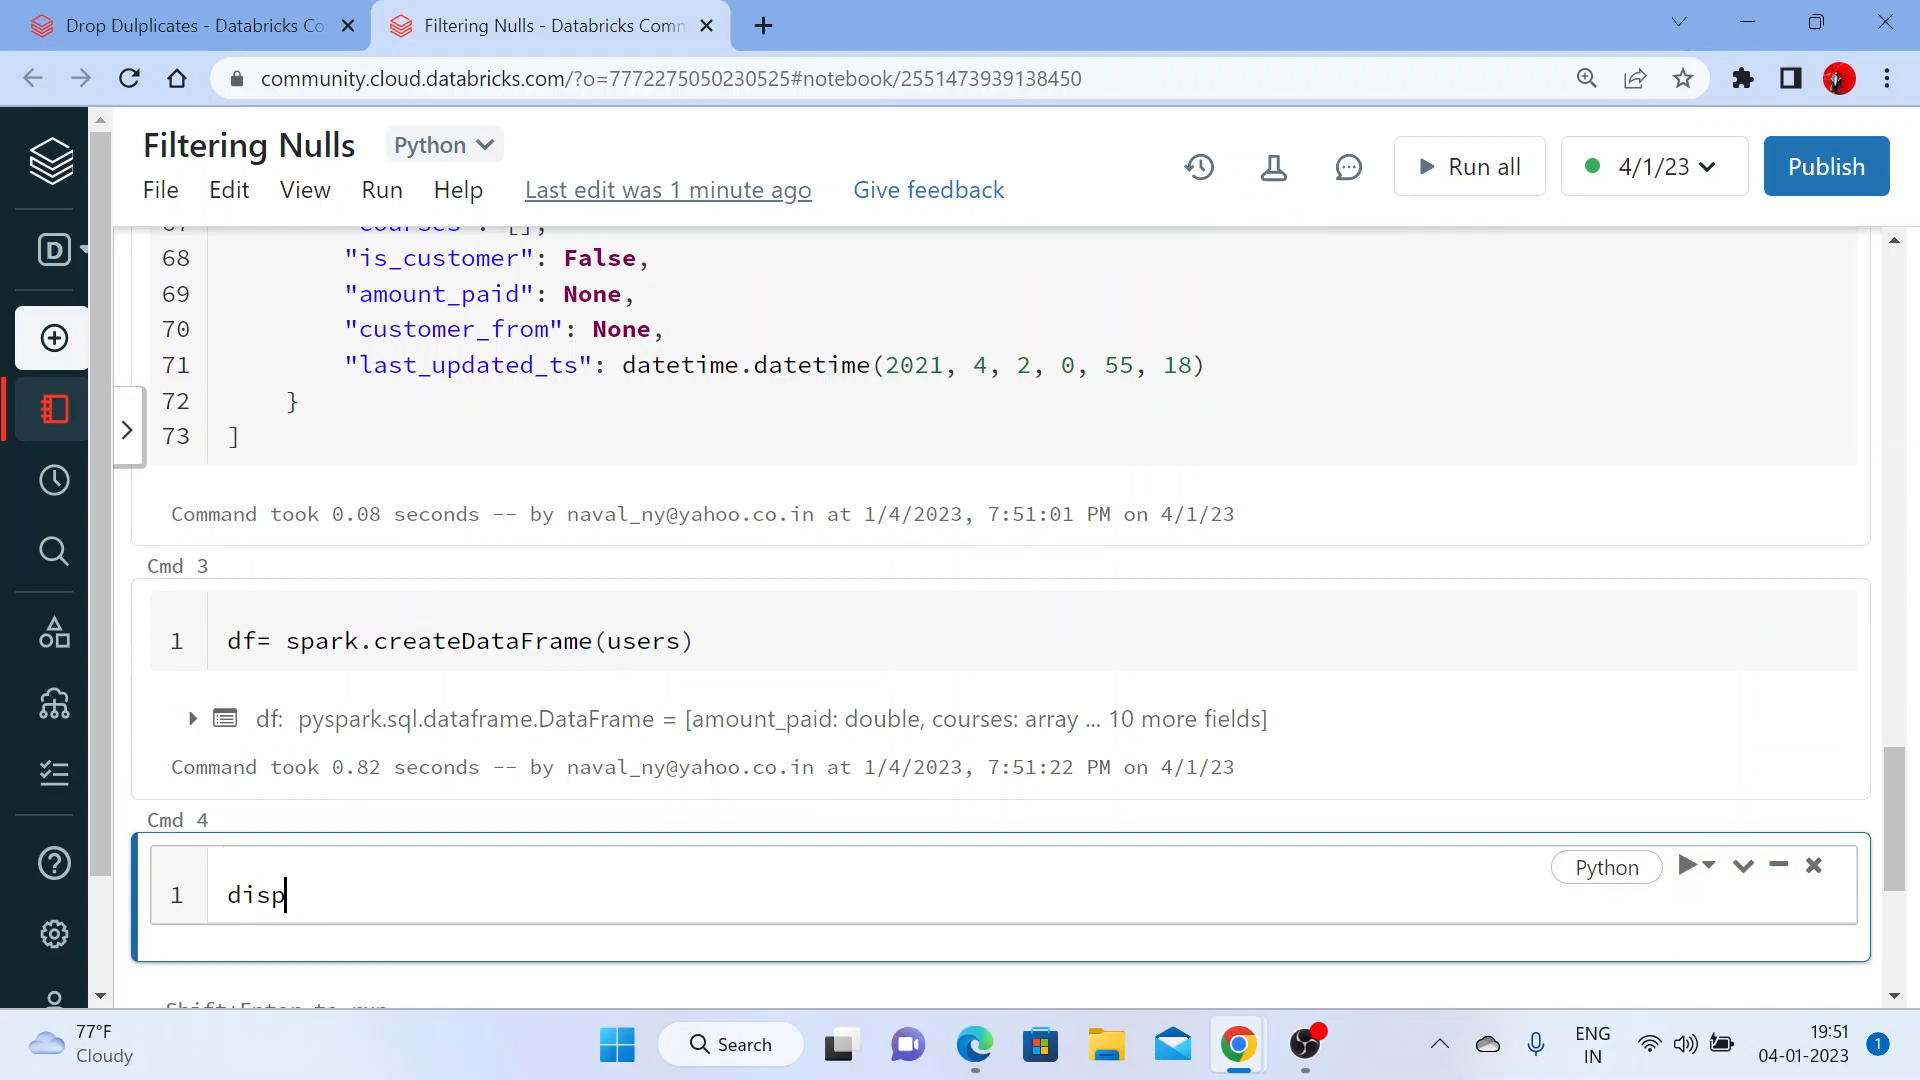 Drop Dulplicates - Databricks Co
Filtering Nulls - Databricks Comm
community.cloud.databricks.com/?o=7772275050230525#notebook/2551473939138450
Filtering Nulls
Python
File Edit View Run Help Last edit was 1 minute ago Give feedback
Run all
4/1/23
Publish
D
67 "courses": [],
68 "is_customer": False,
69 "amount_paid": None,
70 "customer_from": None,
71 "last_updated_ts": datetime.datetime(2021, 4, 2, 0, 55, 18)
72 }
73 ]
Command took 0.08 seconds -- by naval_ny@yahoo.co.in at 1/4/2023, 7:51:01 PM on 4/1/23
Cmd 3
1 df= spark.createDataFrame(users)
df: pyspark.sql.dataframe.DataFrame = [amount_paid: double, courses: array ... 10 more fields]
Command took 0.82 seconds -- by naval_ny@yahoo.co.in at 1/4/2023, 7:51:22 PM on 4/1/23
Cmd 4
Python
1 disp
Shift+Enter to run
77°F
Cloudy
Search
ENG
IN
19:51
04-01-2023
1